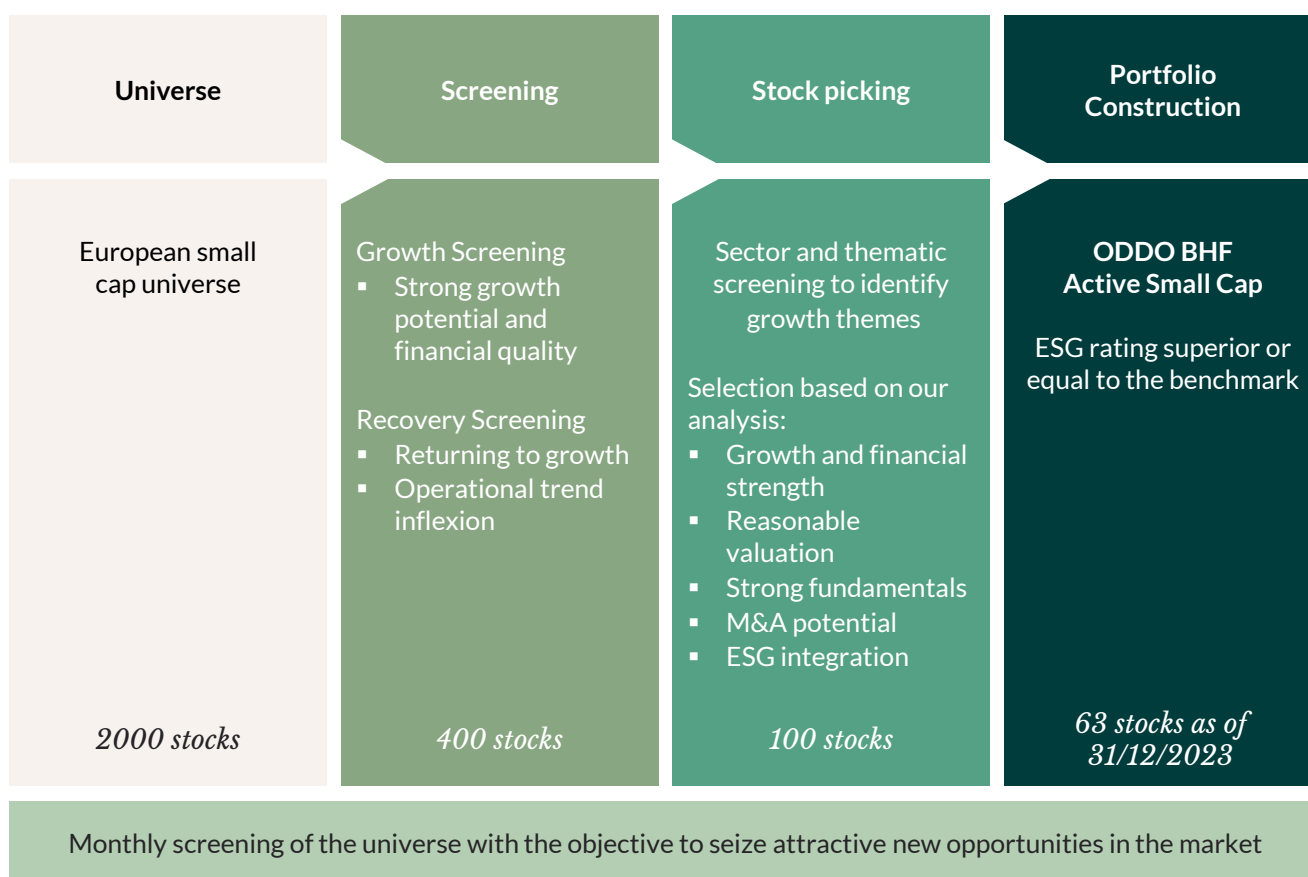 Universe
Screening
Stock picking
Portfolio
Construction
European small
cap universe
2000 stocks
Growth Screening
▪ Strong growth
potential and
financial quality
Recovery Screening
▪ Returning to growth
▪ Operational trend
inflexion
400 stocks
Sector and thematic
screening to identify
growth themes
Selection based on our
analysis:
▪ Growth and financial
strength
▪ Reasonable
valuation
▪ Strong fundamentals
▪ M&A potential
▪ ESG integration
100 stocks
ODDO BHF
Active Small Cap
ESG rating superior or
equal to the benchmark
63 stocks as of
31/12/2023
Monthly screening of the universe with the objective to seize attractive new opportunities in the market